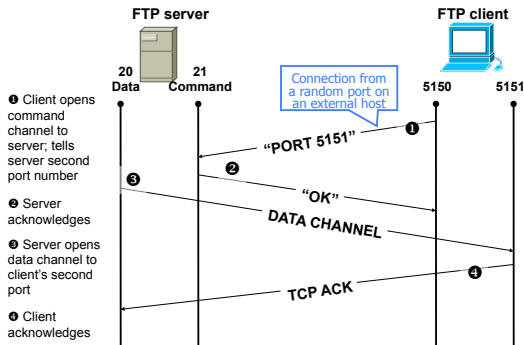 FTP server
FTP client
20
Data
21
Command
Connection from
a random port on
an external host
5150
5151
❶ Client opens
command
channel to
server; tells
server second
port number
❷ Server
acknowledges
❸ Server opens
data channel to
client's second
port
❹ Client
acknowledges
❶
"PORT 5151"
❷
"OK"
❸
DATA CHANNEL
❹
TCP ACK